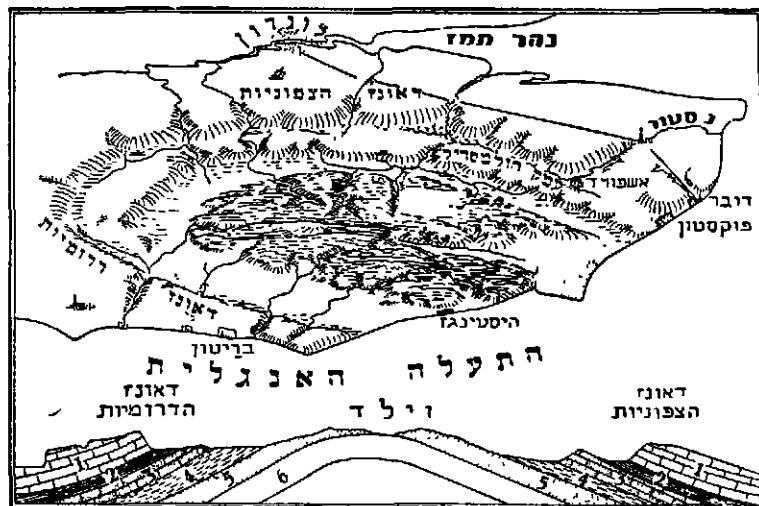 לונדון
נהר תמז
דאונז
הצפוניות
נ. סטור
אשפורד
דובר
פוקסטון
דרומיות
דאונז
היסטינגז
בריטון
התעלה האנגלית
דאונז
הדרומיות
וילד
דאונז
הצפוניות
1
2
3
4
5
6
5
4
3
2
1